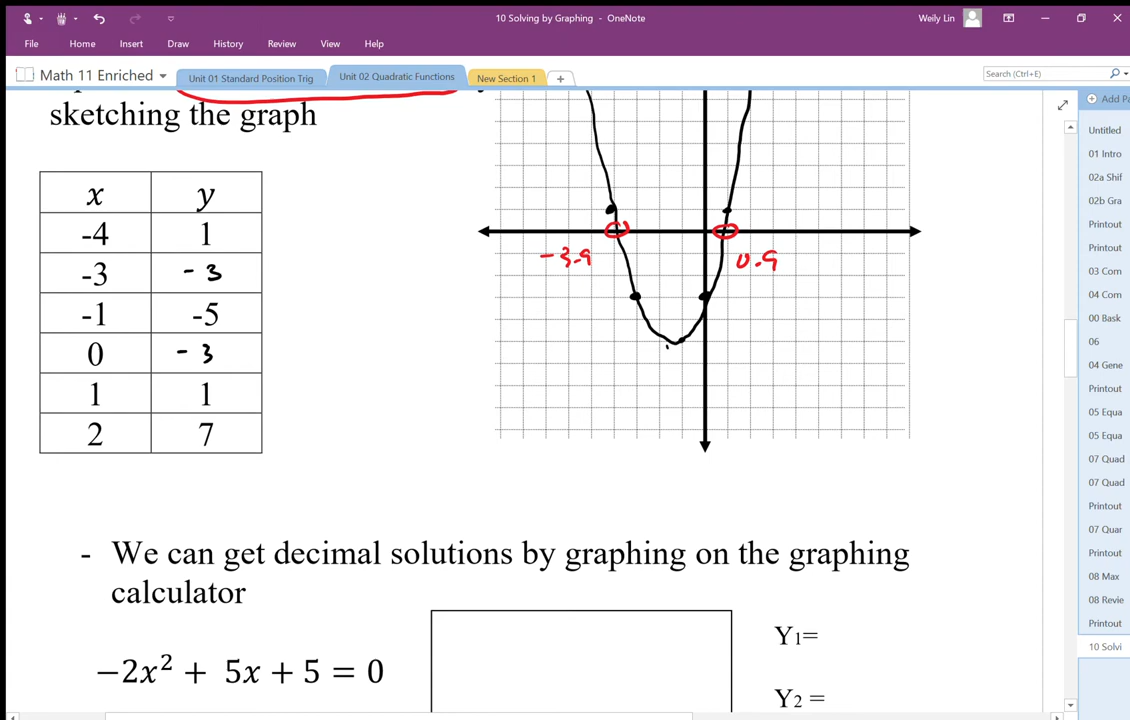 10 Solving by Graphing - OneNote
Weily Lin
File Home Insert Draw History Review View Help
Math 11 Enriched
Unit 01 Standard Position Trig
Unit 02 Quadratic Functions
New Section 1
Search (Ctrl+E)
sketching the graph
x y
-4 1
-3 -3
-1 -5
0 -3
1 1
2 7
-3.9
0.9
- We can get decimal solutions by graphing on the graphing
calculator
−2x² + 5x + 5 = 0
Y₁=
Y₂ =
Add Pa
Untitled
01 Intro
02a Shif
02b Gra
Printout
Printout
03 Com
04 Com
00 Bask
06
04 Gene
Printout
05 Equa
05 Equa
07 Quad
07 Quad
Printout
07 Quar
Printout
08 Max
08 Revie
Printout
10 Solvi